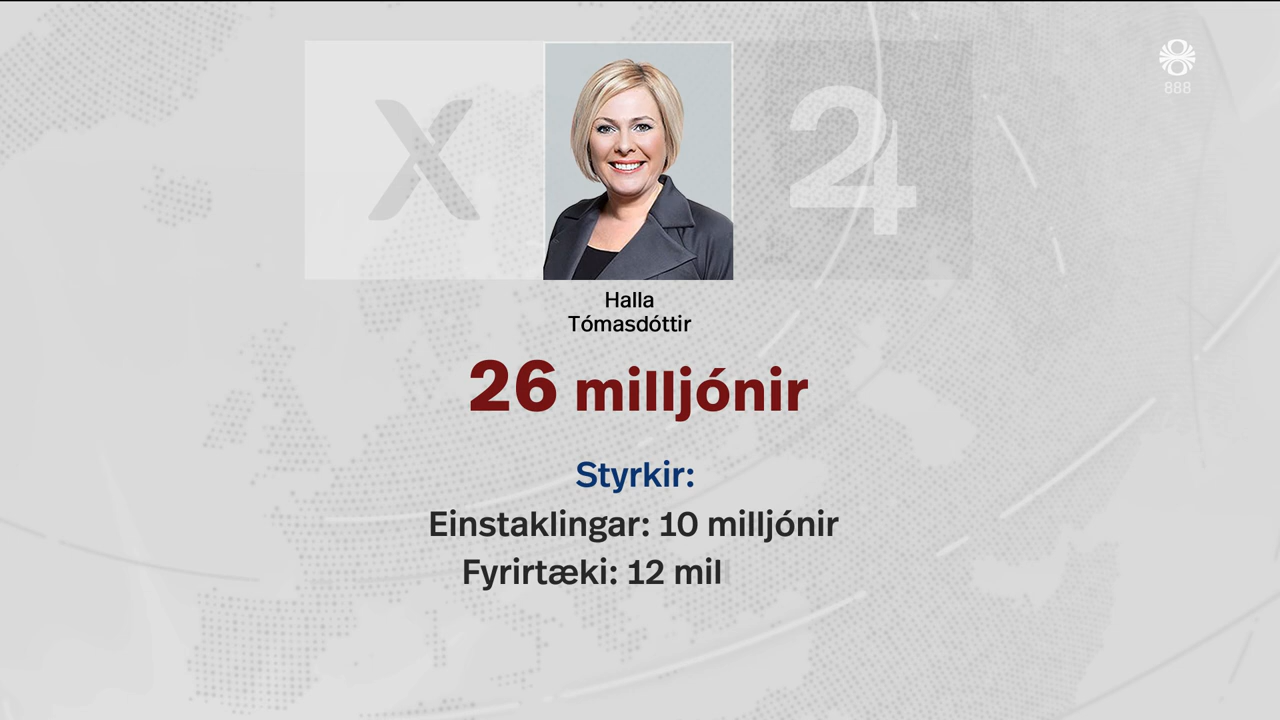 X 24
888
Halla
Tómasdóttir
26 milljónir
Styrkir:
Einstaklingar: 10 milljónir
Fyrirtæki: 12 mil